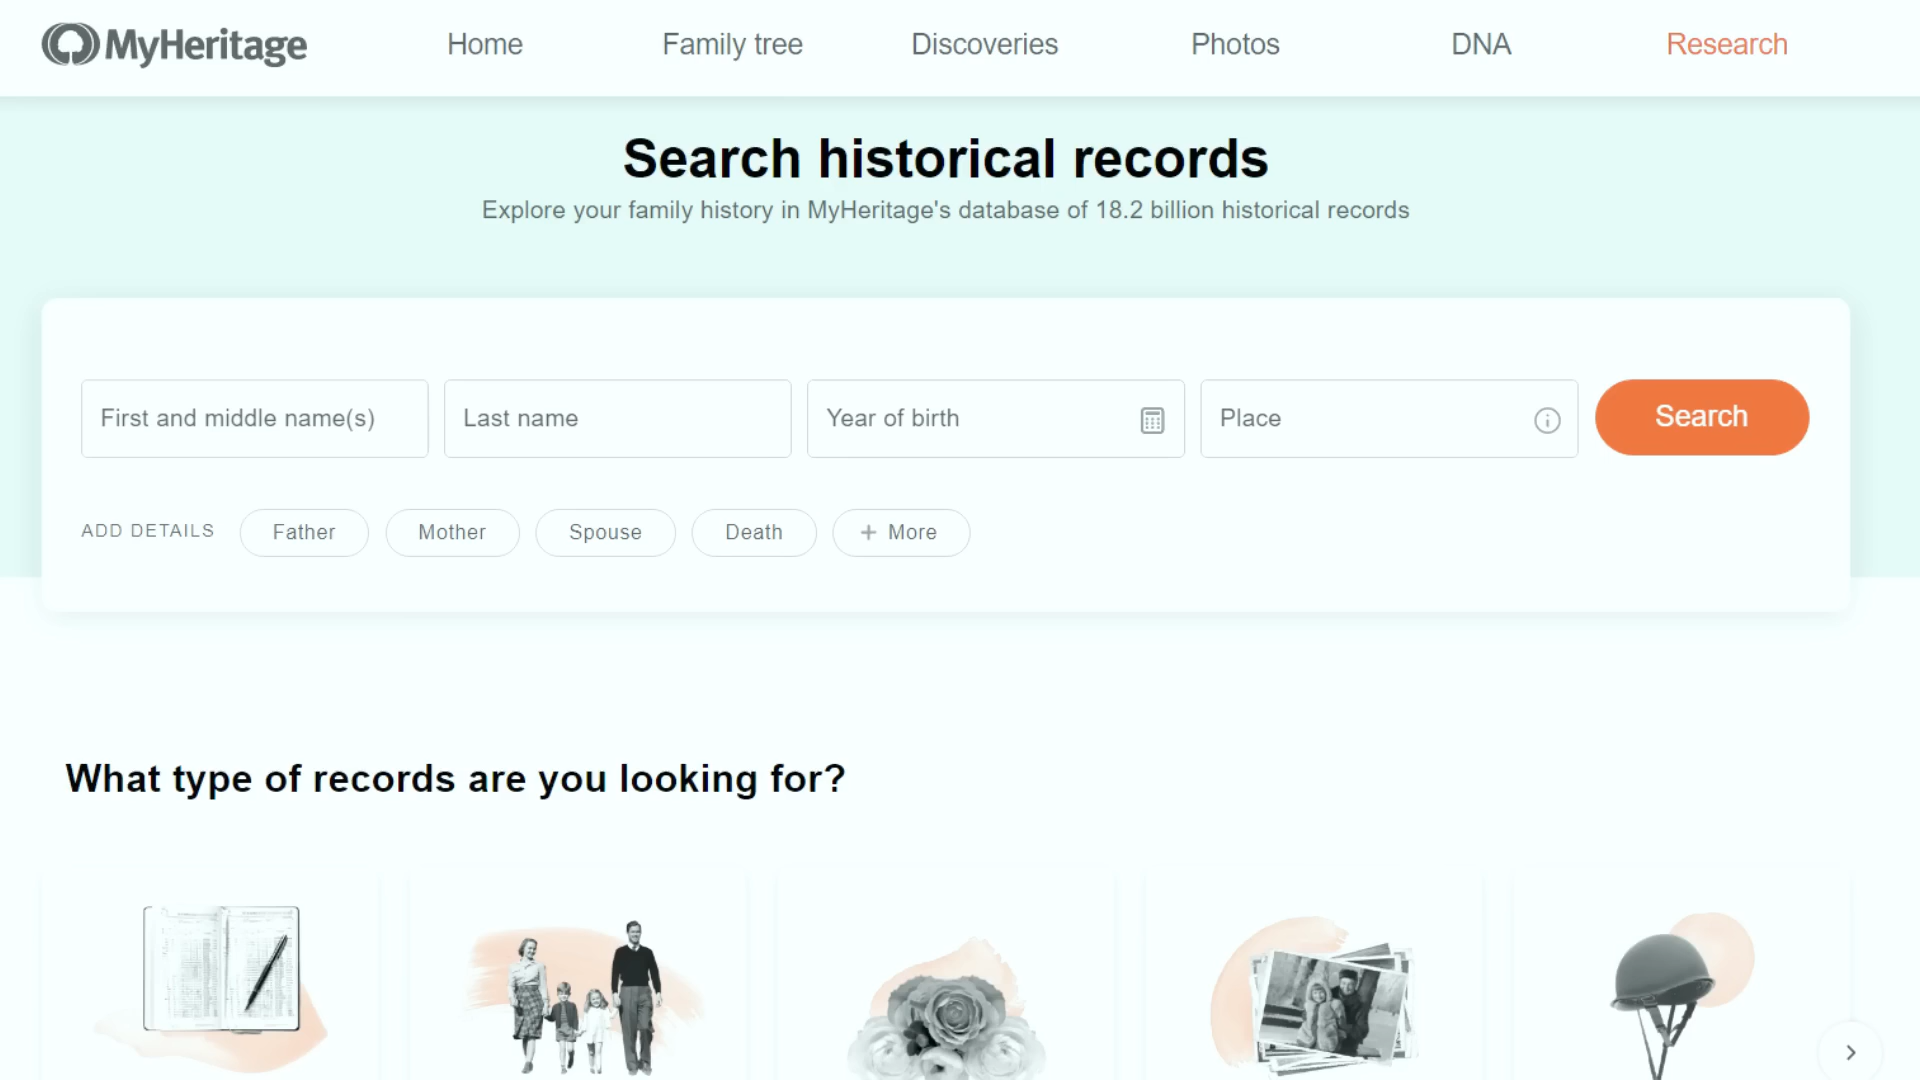 MyHeritage
Home
Family tree
Discoveries
Photos
DNA
Research
Search historical records
Explore your family history in MyHeritage's database of 18.2 billion historical records
First and middle name(s)
Last name
Year of birth
Place
Search
ADD DETAILS
Father
Mother
Spouse
Death
+ More
What type of records are you looking for?